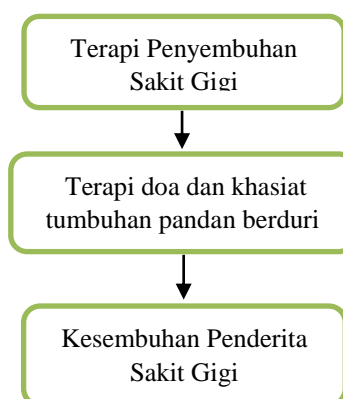 Terapi Penyembuhan
Sakit Gigi
Terapi doa dan khasiat
tumbuhan pandan berduri
Kesembuhan Penderita
Sakit Gigi